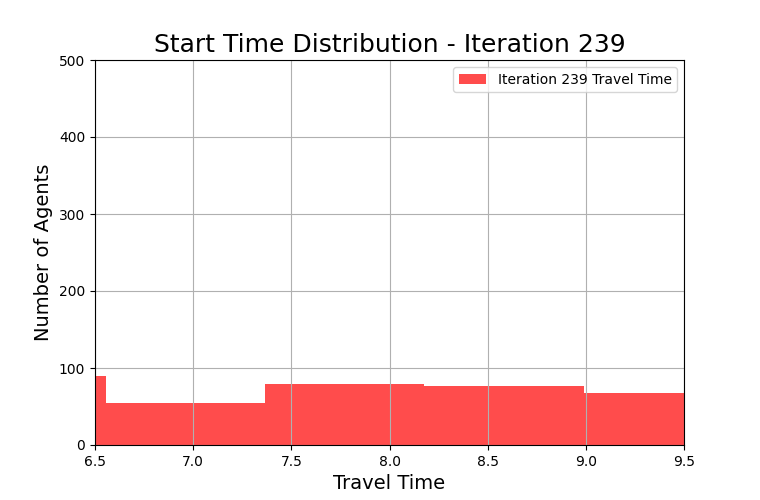 Start Time Distribution - Iteration 239
Iteration 239 Travel Time
Number of Agents
500
400
300
200
100
0
6.5 7.0 7.5 8.0 8.5 9.0 9.5
Travel Time